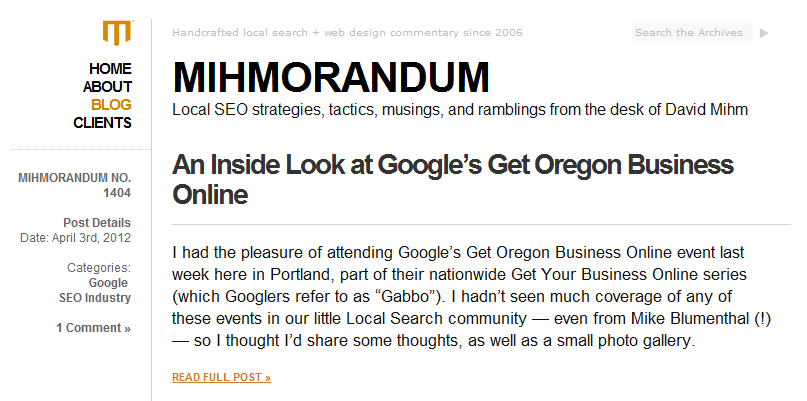 Handcrafted local search + web design commentary since 2006
Search the Archives
HOME
ABOUT
BLOG
CLIENTS
MIHMORANDUM
Local SEO strategies, tactics, musings, and ramblings from the desk of David Mihm
MIHMORANDUM NO.
1404
Post Details
Date: April 3rd, 2012
Categories:
Google
SEO Industry
1 Comment »
An Inside Look at Google’s Get Oregon Business
Online
I had the pleasure of attending Google’s Get Oregon Business Online event last
week here in Portland, part of their nationwide Get Your Business Online series
(which Googlers refer to as “Gabbo”). I hadn’t seen much coverage of any of
these events in our little Local Search community — even from Mike Blumenthal (!)
— so I thought I’d share some thoughts, as well as a small photo gallery.
READ FULL POST »